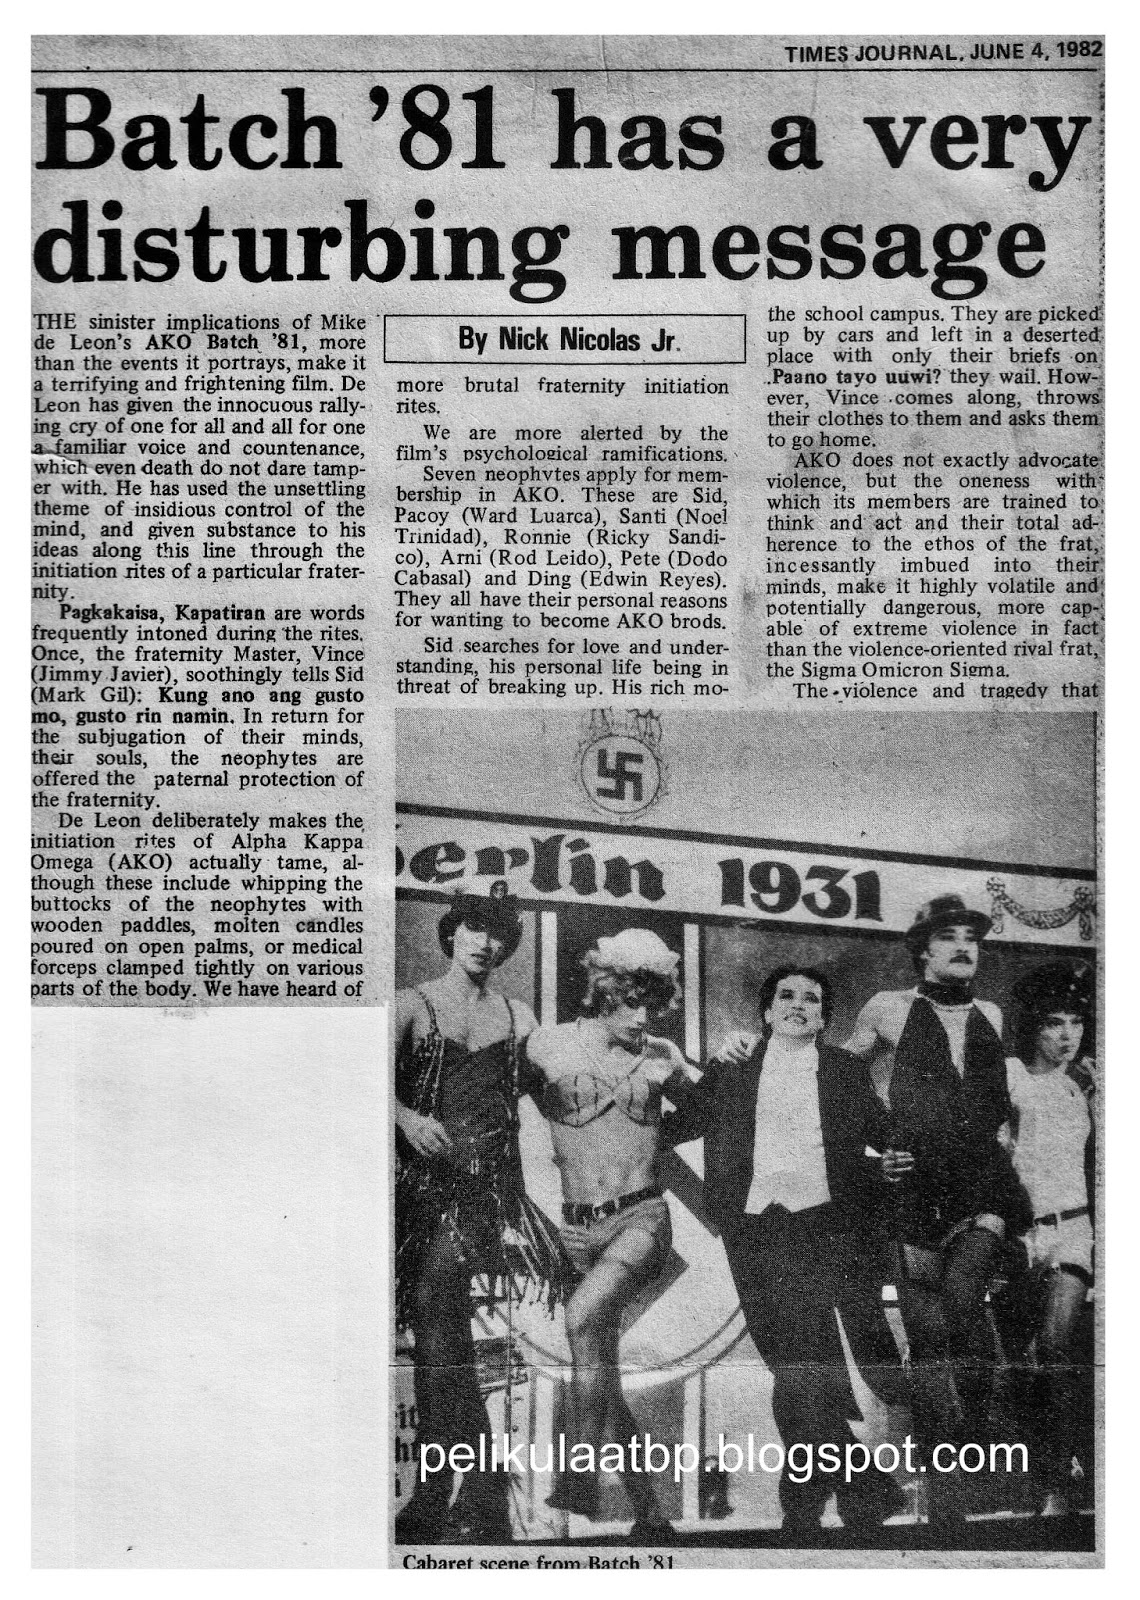 TIMES JOURNAL, JUNE 4, 1982
Batch '81 has a very
disturbing message
THE sinister implications of Mike
de Leon's AKO Batch '81, more
than the events it portrays, make it
a terrifying and frightening film. De
Leon has given the innocuous rally-
ing cry of one for all and all for one
a familiar voice and countenance,
which even death do not dare tamp-
er with. He has used the unsettling
theme of insidious control of the
mind, and given substance to his
ideas along this line through the
initiation rites of a particular frater-
nity.
Pagkakaisa, Kapatiran are words
frequently intoned during the rites.
Once, the fraternity Master, Vince
(Jimmy Javier), soothingly tells Sid
(Mark Gil): Kung ano ang gusto
mo, gusto rin namin. In return for
the subjugation of their minds,
their souls, the neophytes are
offered the paternal protection of
the fraternity.
De Leon deliberately makes the
initiation rites of Alpha Kappa
Omega (AKO) actually tame, al-
though these include whipping the
buttocks of the neophytes with
wooden paddles, molten candles
poured on open palms, or medical
forceps clamped tightly on various
parts of the body. We have heard of
By Nick Nicolas Jr.
more brutal fraternity initiation
rites.
We are more alerted by the
film's psychological ramifications.
Seven neophytes apply for mem-
bership in AKO. These are Sid,
Pacoy (Ward Luarca), Santi (Noel
Trinidad), Ronnie (Ricky Sandi-
co), Arni (Rod Leido), Pete (Dodo
Cabasal) and Ding (Edwin Reyes).
They all have their personal reasons
for wanting to become AKO brods.
Sid searches for love and under-
standing, his personal life being in
threat of breaking up. His rich mo-
the school campus. They are picked
up by cars and left in a deserted
place with only their briefs on
.Paano tayo uuwi? they wail. How-
ever, Vince comes along, throws
their clothes to them and asks them
to go home.
AKO does not exactly advocate
violence, but the oneness with
which its members are trained to
think and act and their total ad-
herence to the ethos of the frat,
incessantly imbued into their
minds, make it highly volatile and
potentially dangerous, more cap-
able of extreme violence in fact
than the violence-oriented rival frat,
the Sigma Omicron Sigma.
The violence and tragedy that
berlin 1931
pelikulaatbp.blogspot.com
Cabaret scene from Batch '81